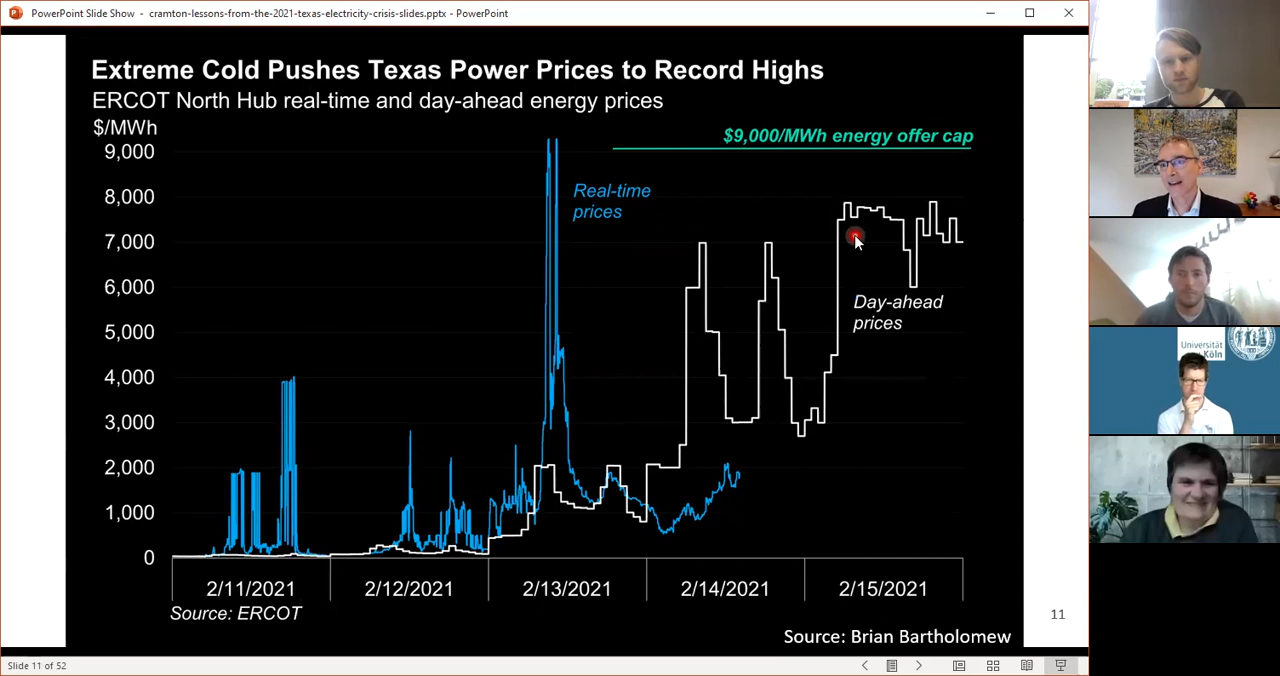 PowerPoint Slide Show - cramton-lessons-from-the-2021-texas-electricity-crisis-slides.pptx - PowerPoint
Extreme Cold Pushes Texas Power Prices to Record Highs
ERCOT North Hub real-time and day-ahead energy prices
$/MWh
$9,000/MWh energy offer cap
9,000
8,000
7,000
6,000
5,000
4,000
3,000
2,000
1,000
0
Real-time
prices
Day-ahead
prices
2/11/2021
2/12/2021
2/13/2021
2/14/2021
2/15/2021
Source: ERCOT
11
Source: Brian Bartholomew
Slide 11 of 52
Universität
Köln